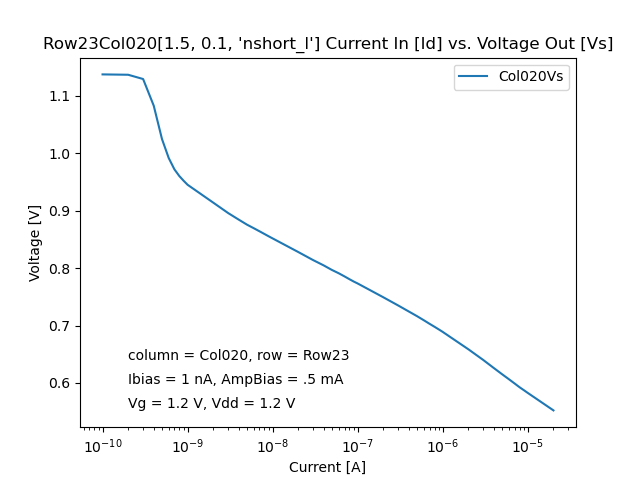 Row23Col020[1.5, 0.1, 'nshort_l'] Current In [Id] vs. Voltage Out [Vs]
Col020Vs
1.1
1.0
0.9
0.8
0.7
0.6
Voltage [V]
column = Col020, row = Row23
Ibias = 1 nA, AmpBias = .5 mA
Vg = 1.2 V, Vdd = 1.2 V
10⁻¹⁰ 10⁻⁹ 10⁻⁸ 10⁻⁷ 10⁻⁶ 10⁻⁵
Current [A]